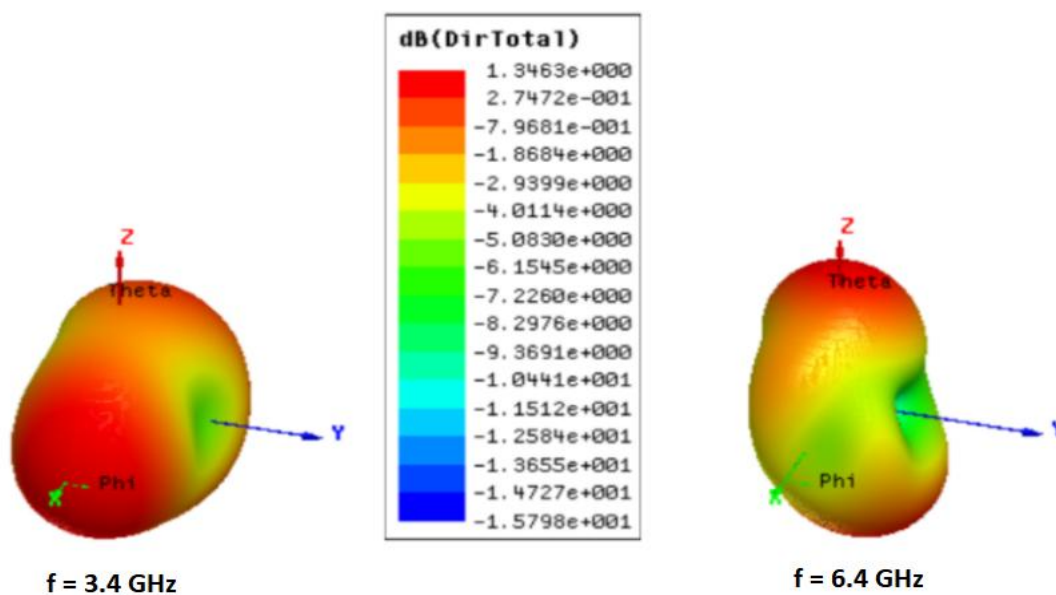 dB(DirTotal)
1.3463e+000
2.7472e-001
-7.9681e-001
-1.8684e+000
-2.9399e+000
-4.0114e+000
-5.0830e+000
-6.1545e+000
-7.2260e+000
-8.2976e+000
-9.3691e+000
-1.0441e+001
-1.1512e+001
-1.2584e+001
-1.3655e+001
-1.4727e+001
-1.5798e+001
Z
Theta
Y
X
Phi
f = 3.4 GHz
Z
Theta
Y
X
Phi
f = 6.4 GHz